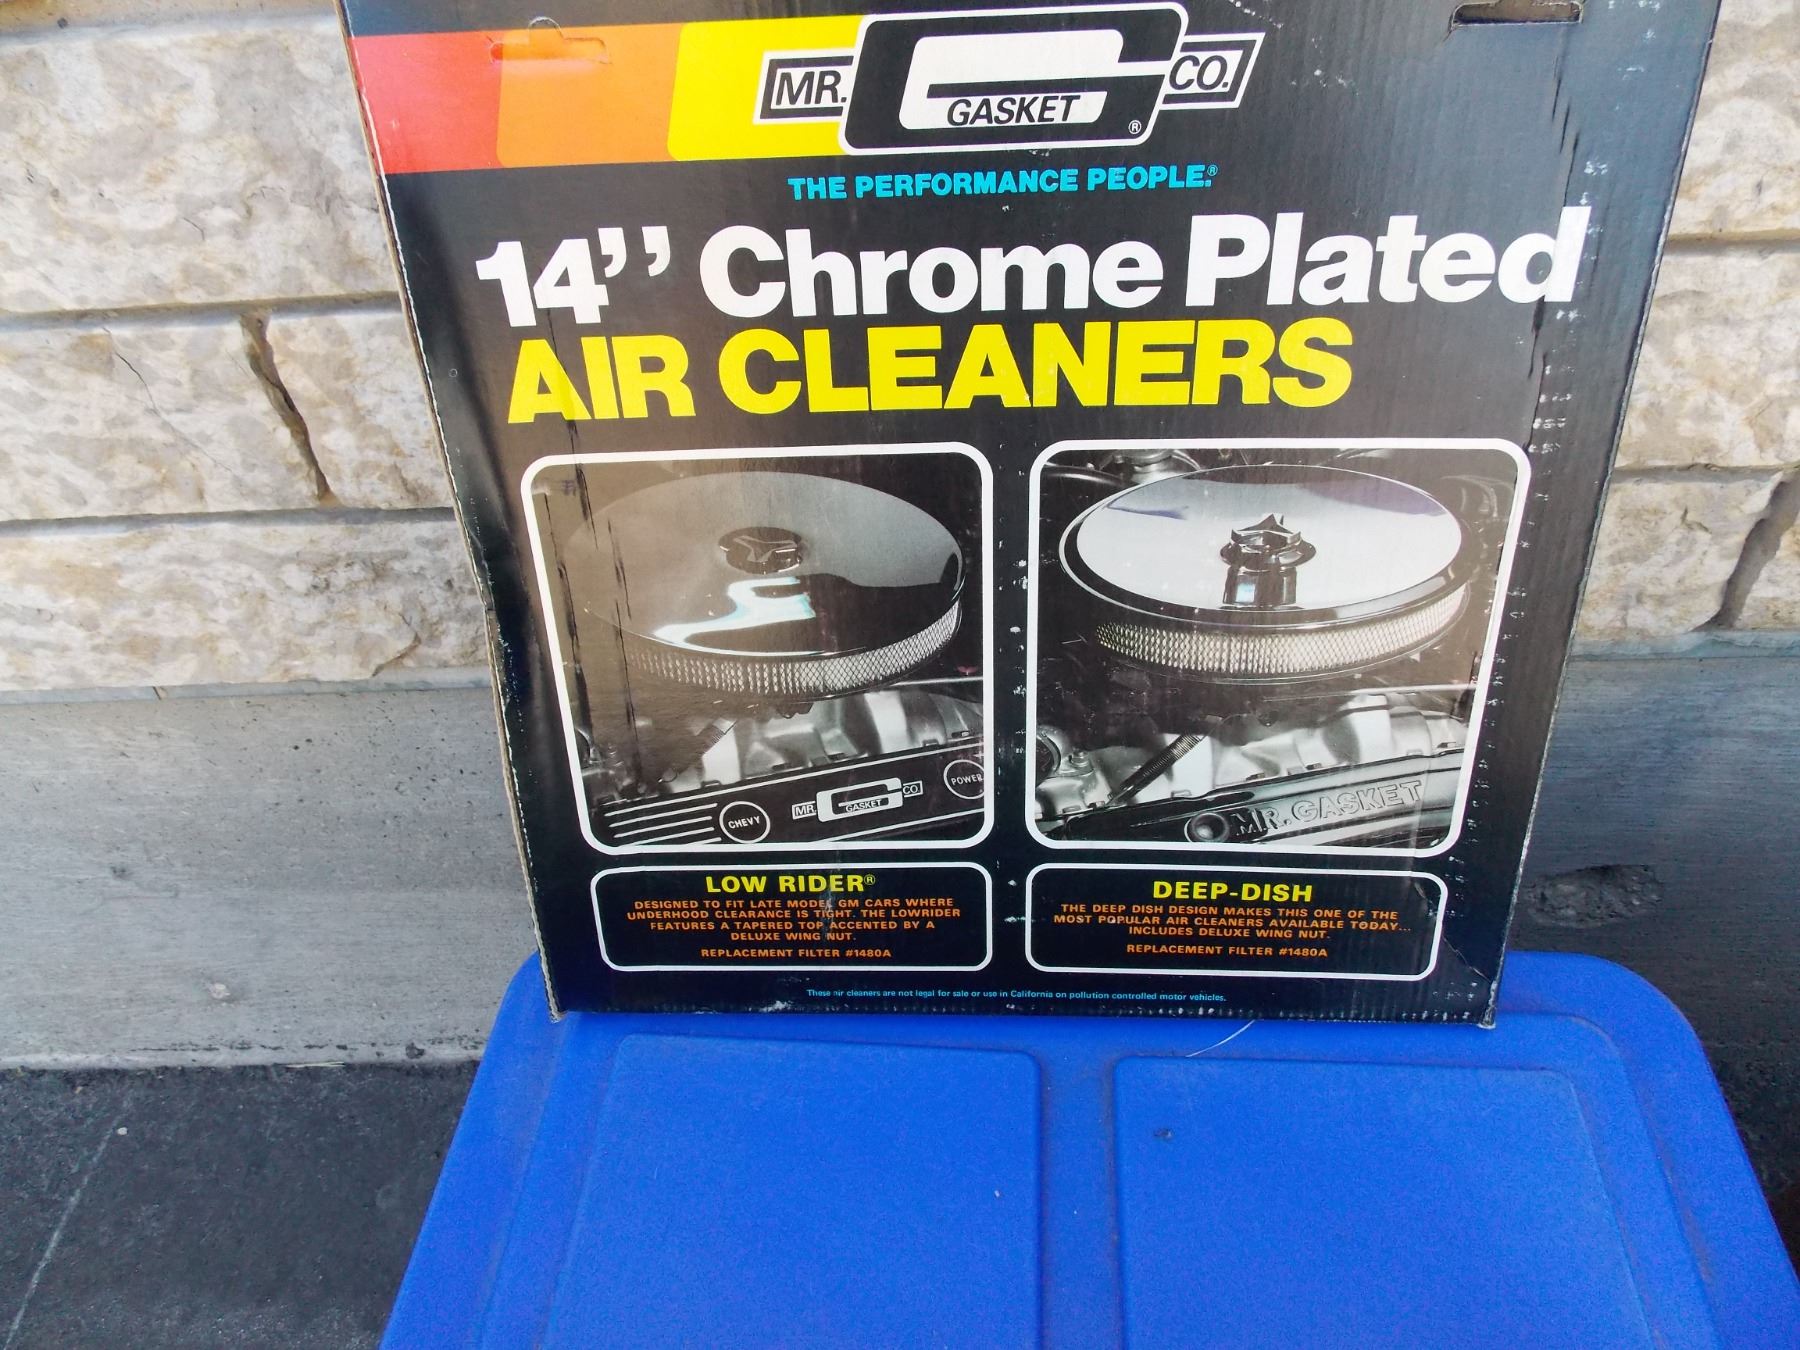 MR. GASKET CO.®
THE PERFORMANCE PEOPLE.®
14’’ Chrome Plated
AIR CLEANERS
CHEVY MR. GASKET CO. POWER
MR. GASKET
LOW RIDER®
DESIGNED TO FIT LATE MODEL GM CARS WHERE
UNDERHOOD CLEARANCE IS TIGHT. THE LOWRIDER
FEATURES A TAPERED TOP ACCENTED BY A
DELUXE WING NUT.
REPLACEMENT FILTER #1480A
DEEP-DISH
THE DEEP DISH DESIGN MAKES THIS ONE OF THE
MOST POPULAR AIR CLEANERS AVAILABLE TODAY...
INCLUDES DELUXE WING NUT.
REPLACEMENT FILTER #1480A
These air cleaners are not legal for sale or use in California on pollution controlled motor vehicles.